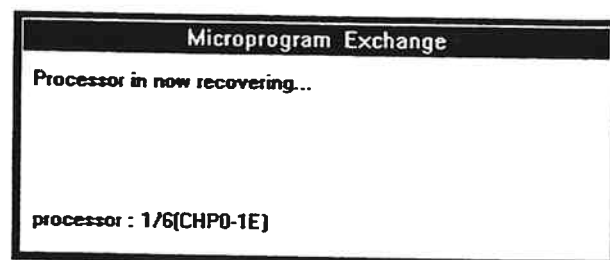 Microprogram Exchange
Processor in now recovering...
processor : 1/6(CHP0-1E)